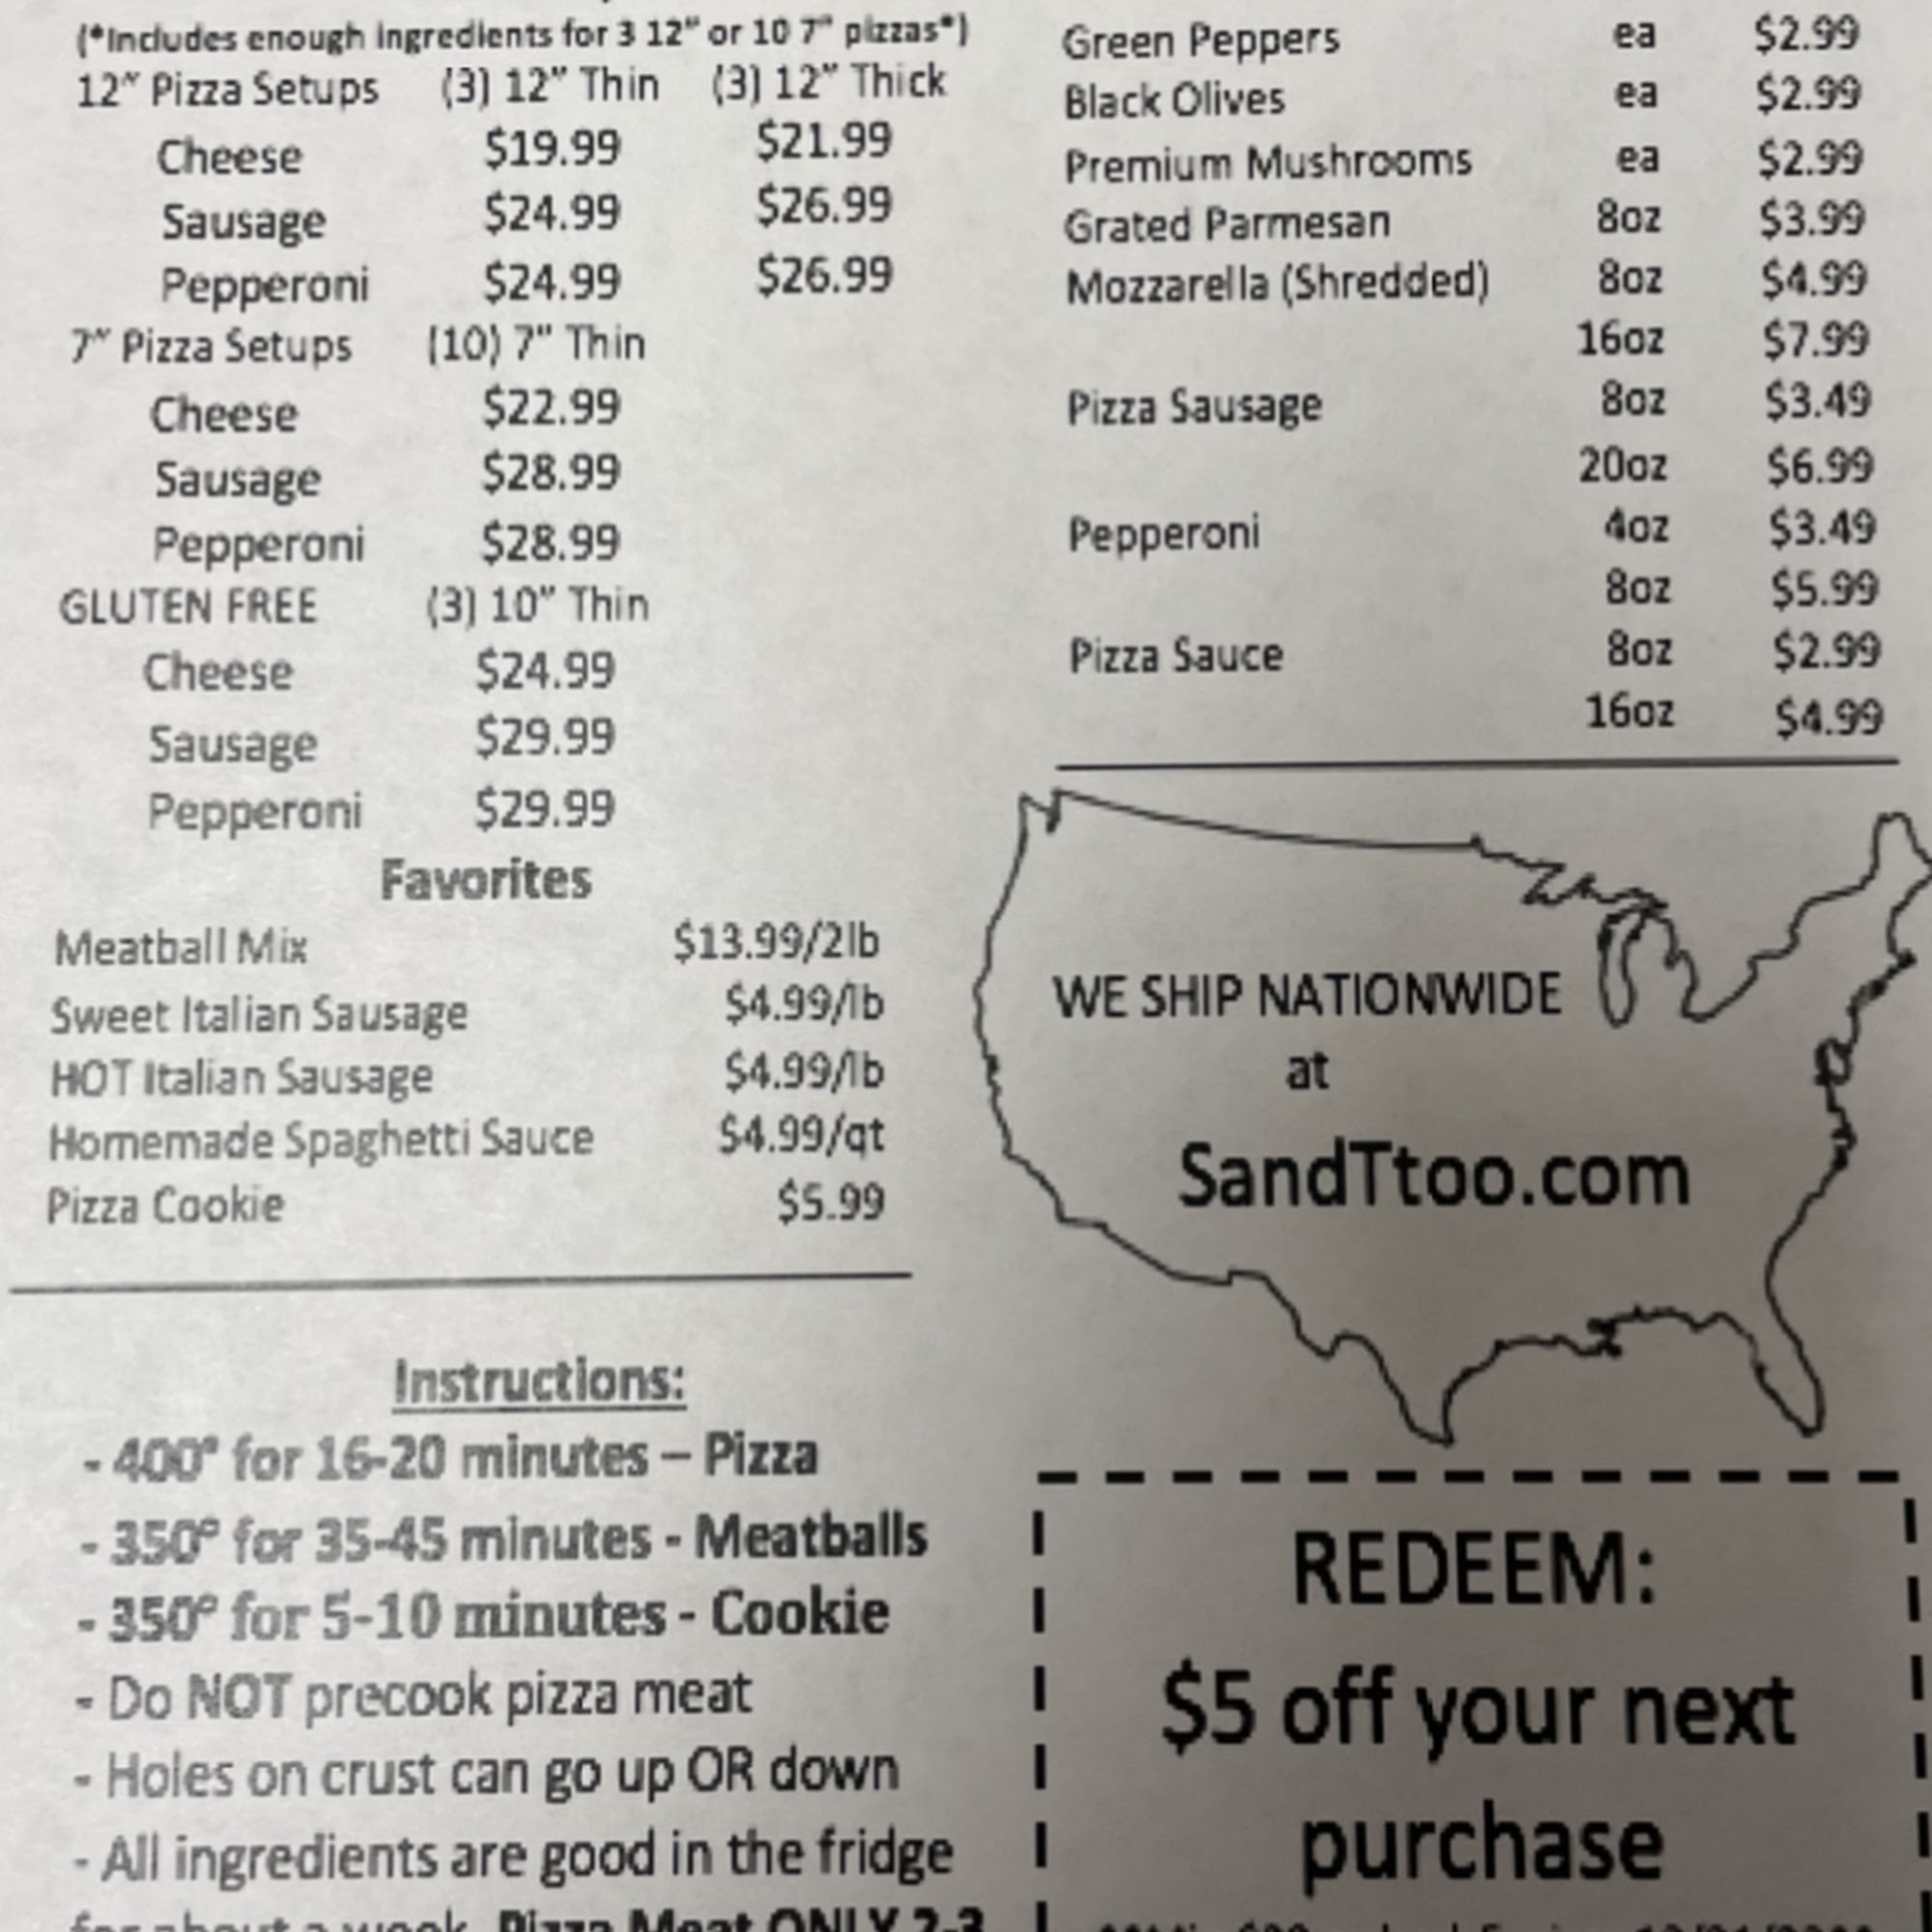 (*Includes enough ingredients for 3 12" or 10 7" pizzas*)
12" Pizza Setups (3) 12" Thin (3) 12" Thick
Cheese $19.99 $21.99
Sausage $24.99 $26.99
Pepperoni $24.99 $26.99
7" Pizza Setups (10) 7" Thin
Cheese $22.99
Sausage $28.99
Pepperoni $28.99
GLUTEN FREE (3) 10" Thin
Cheese $24.99
Sausage $29.99
Pepperoni $29.99
Favorites
Meatball Mix $13.99/2lb
Sweet Italian Sausage $4.99/lb
HOT Italian Sausage $4.99/lb
Homemade Spaghetti Sauce $4.99/qt
Pizza Cookie $5.99
Instructions:
- 400° for 16-20 minutes – Pizza
- 350° for 35-45 minutes - Meatballs
- 350° for 5-10 minutes - Cookie
- Do NOT precook pizza meat
- Holes on crust can go up OR down
- All ingredients are good in the fridge
for about a week. Pizza Meat ONLY 2-3
Green Peppers ea $2.99
Black Olives ea $2.99
Premium Mushrooms ea $2.99
Grated Parmesan 8oz $3.99
Mozzarella (Shredded) 8oz $4.99
16oz $7.99
Pizza Sausage 8oz $3.49
20oz $6.99
Pepperoni 4oz $3.49
8oz $5.99
Pizza Sauce 8oz $2.99
16oz $4.99
WE SHIP NATIONWIDE
at
SandTtoo.com
REDEEM:
$5 off your next
purchase